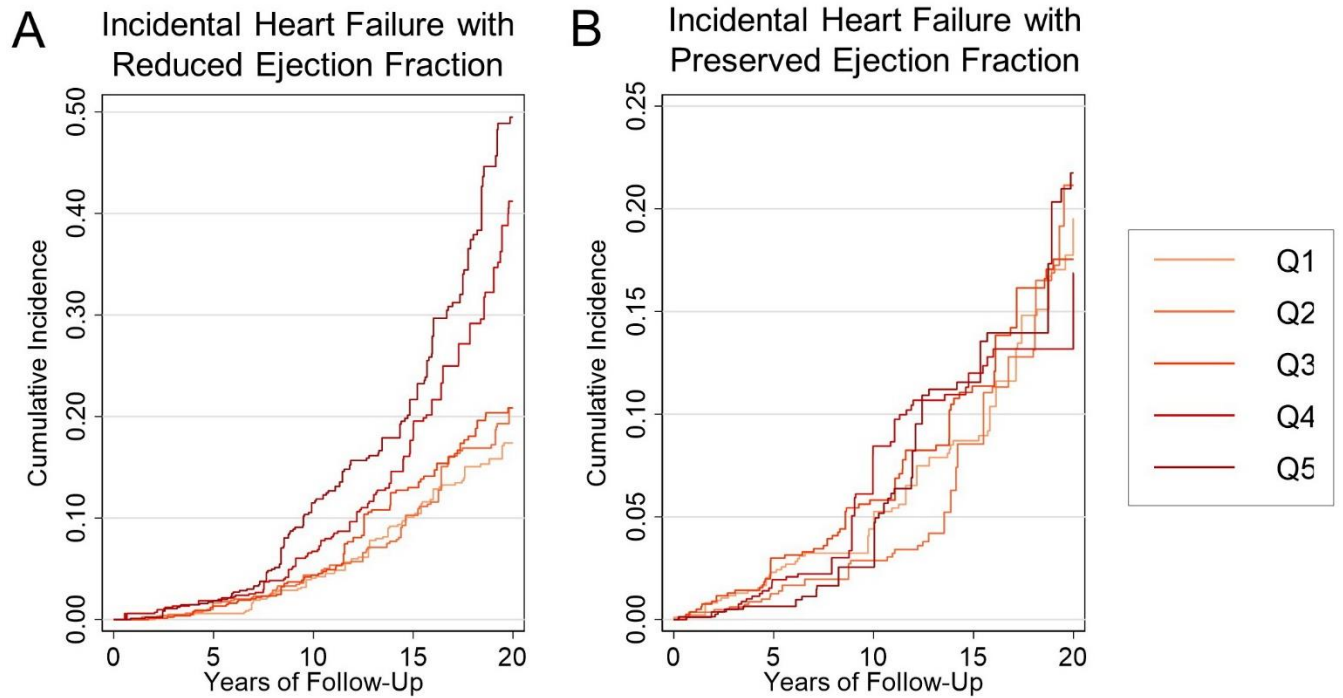 A
Incidental Heart Failure with
Reduced Ejection Fraction
Cumulative Incidence
0.50
0.40
0.30
0.20
0.10
0.00
0 5 10 15 20
Years of Follow-Up
B
Incidental Heart Failure with
Preserved Ejection Fraction
Cumulative Incidence
0.25
0.20
0.15
0.10
0.05
0.00
0 5 10 15 20
Years of Follow-Up
Q1
Q2
Q3
Q4
Q5